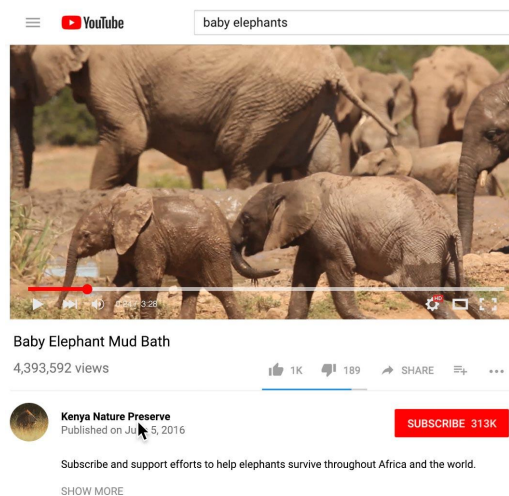 YouTube
baby elephants
3:28
HD
Baby Elephant Mud Bath
4,393,592 views
1K
189
SHARE
Kenya Nature Preserve
Published on Ju 5, 2016
SUBSCRIBE 313K
Subscribe and support efforts to help elephants survive throughout Africa and the world.
SHOW MORE